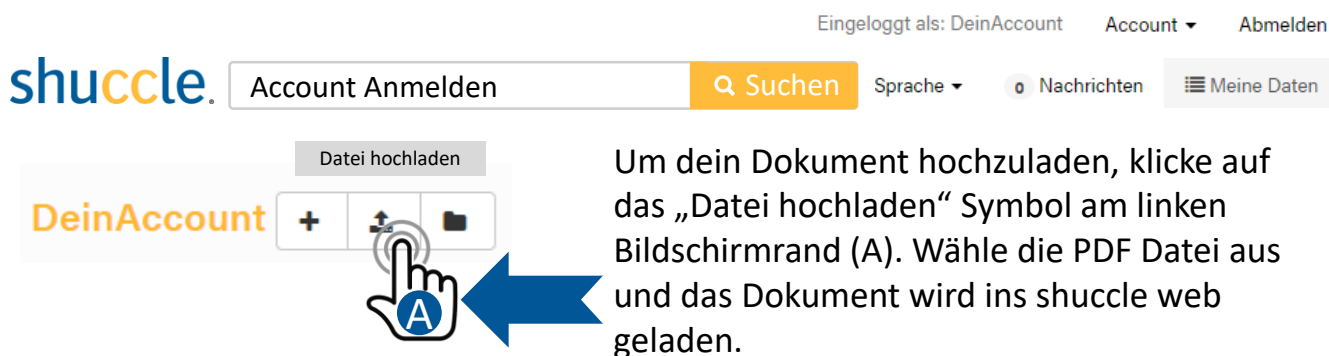 Eingeloggt als: DeinAccount Account Abmelden
shuccle. Account Anmelden Suchen Sprache 0 Nachrichten Meine Daten
Datei hochladen
DeinAccount
A
Um dein Dokument hochzuladen, klicke auf
das „Datei hochladen“ Symbol am linken
Bildschirmrand (A). Wähle die PDF Datei aus
und das Dokument wird ins shuccle web
geladen.